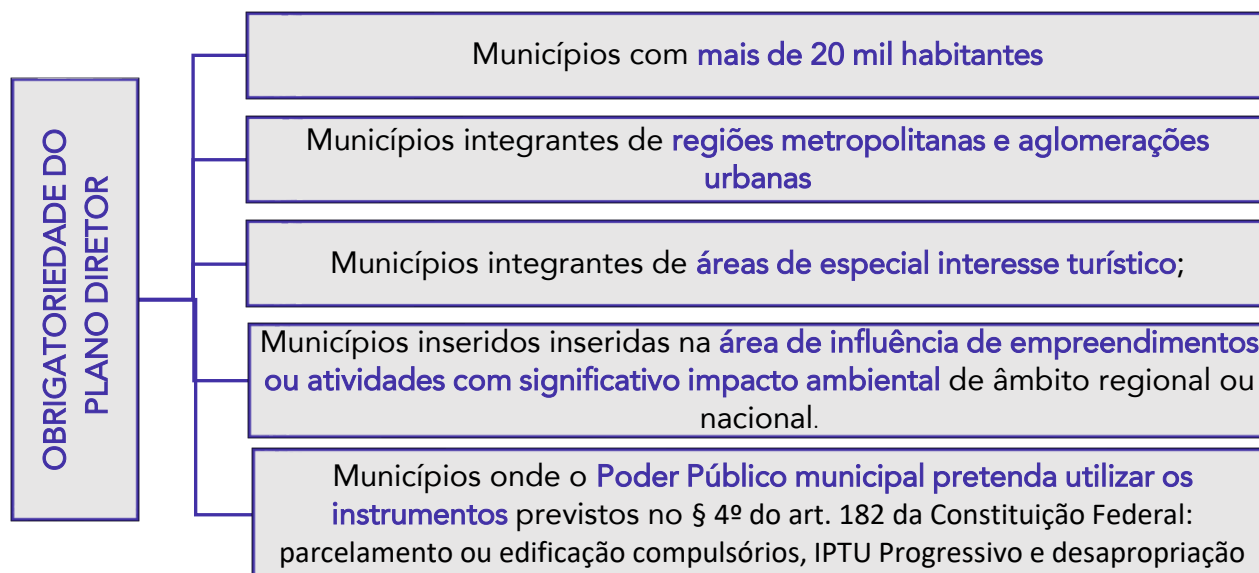 OBRIGATORIEDADE DO
PLANO DIRETOR
Municípios com mais de 20 mil habitantes
Municípios integrantes de regiões metropolitanas e aglomerações
urbanas
Municípios integrantes de áreas de especial interesse turístico;
Municípios inseridos inseridas na área de influência de empreendimentos
ou atividades com significativo impacto ambiental de âmbito regional ou
nacional.
Municípios onde o Poder Público municipal pretenda utilizar os
instrumentos previstos no § 4º do art. 182 da Constituição Federal:
parcelamento ou edificação compulsórios, IPTU Progressivo e desapropriação